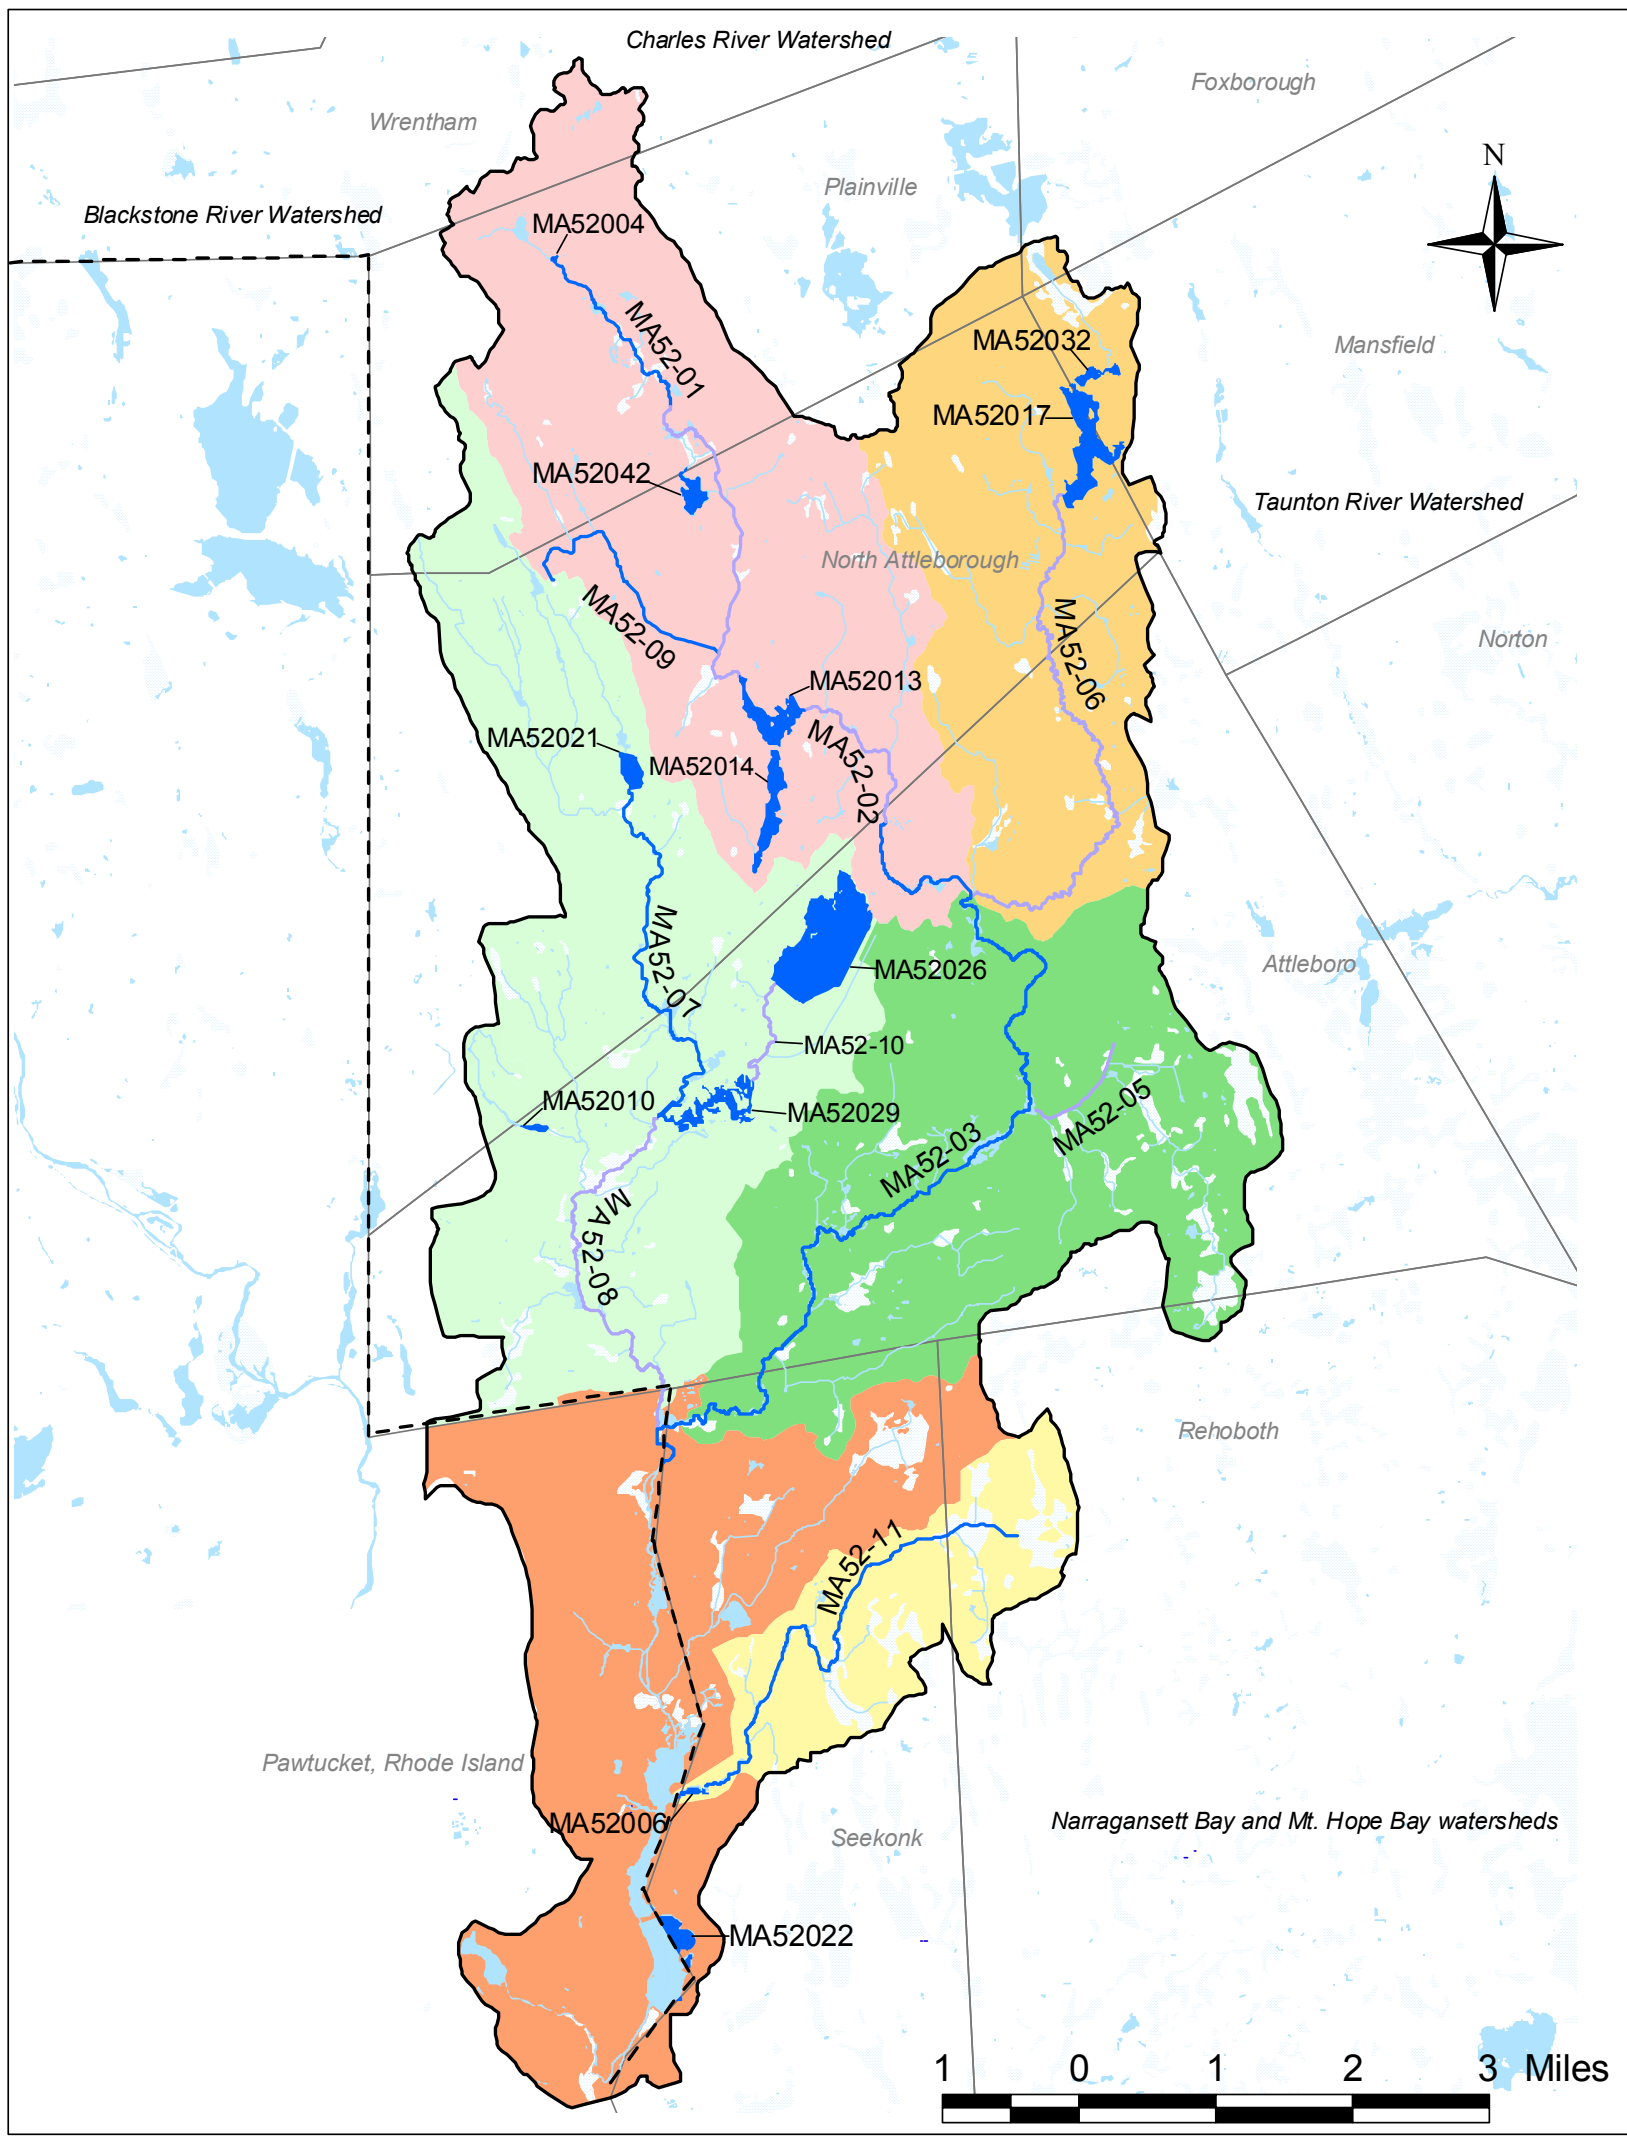 Charles River Watershed
Foxborough
Wrentham
N
Plainville
Blackstone River Watershed
MA52004
MA52-01
MA52032
Mansfield
MA52017
MA52042
Taunton River Watershed
North Attleborough
MA52-09
MA52-06
Norton
MA52013
MA52021
MA52014
MA52-02
MA52-07
Attleboro
MA52026
MA52-10
MA52010
MA52029
MA52-05
MA52-03
MA52-08
Rehoboth
MA52-11
Pawtucket, Rhode Island
MA52006
Seekonk
Narragansett Bay and Mt. Hope Bay watersheds
MA52022
1 0 1 2 3 Miles